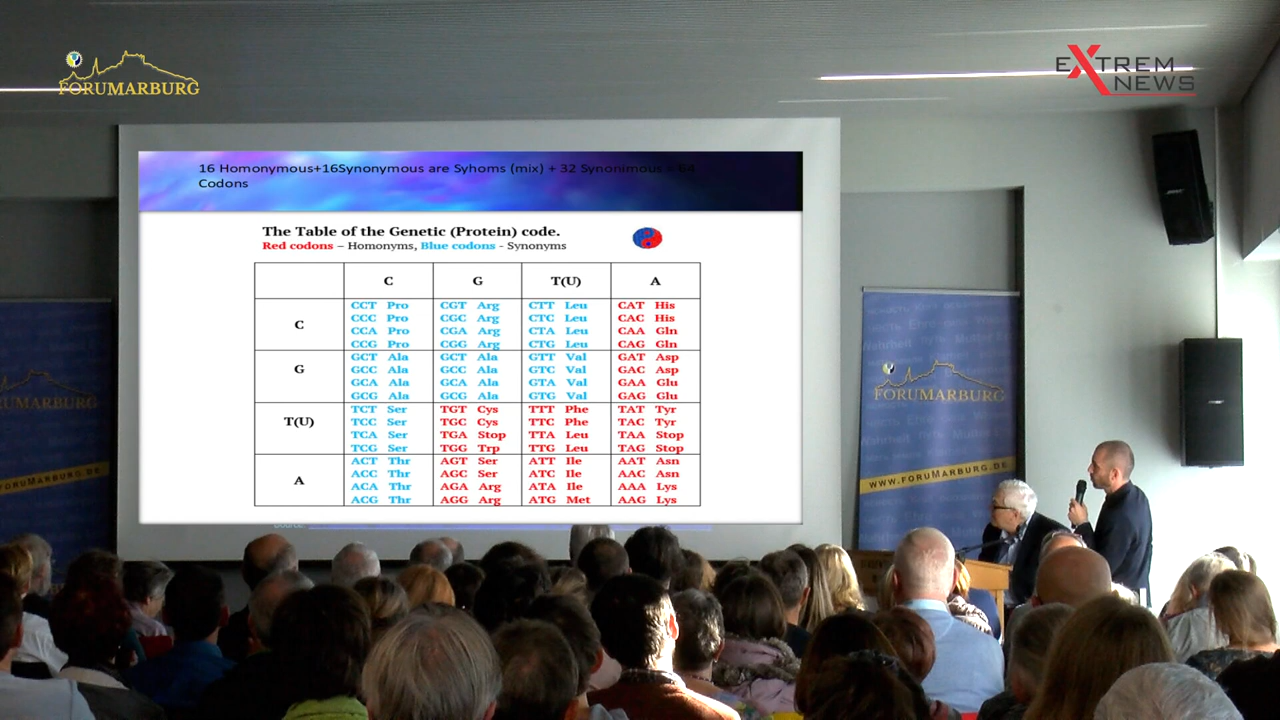 FORUMARBURG
EXTREM
NEWS
16 Homonymous+16Synonymous are Syhoms (mix) + 32 Synonimous = 64
Codons
The Table of the Genetic (Protein) code.
Red codons – Homonyms, Blue codons - Synonyms
C G T(U) A
C
CCT Pro CGT Arg CTT Leu CAT His
CCC Pro CGC Arg CTC Leu CAC His
CCA Pro CGA Arg CTA Leu CAA Gln
CCG Pro CGG Arg CTG Leu CAG Gln
G
GCT Ala GCT Ala GTT Val GAT Asp
GCC Ala GCC Ala GTC Val GAC Asp
GCA Ala GCA Ala GTA Val GAA Glu
GCG Ala GCG Ala GTG Val GAG Glu
T(U)
TCT Ser TGT Cys TTT Phe TAT Tyr
TCC Ser TGC Cys TTC Phe TAC Tyr
TCA Ser TGA Stop TTA Leu TAA Stop
TCG Ser TGG Trp TTG Leu TAG Stop
A
ACT Thr AGT Ser ATT Ile AAT Asn
ACC Thr AGC Ser ATC Ile AAC Asn
ACA Thr AGA Arg ATA Ile AAA Lys
ACG Thr AGG Arg ATG Met AAG Lys
Source:
FORUMARBURG
WWW.FORUMARBURG.DE
Wahrheit